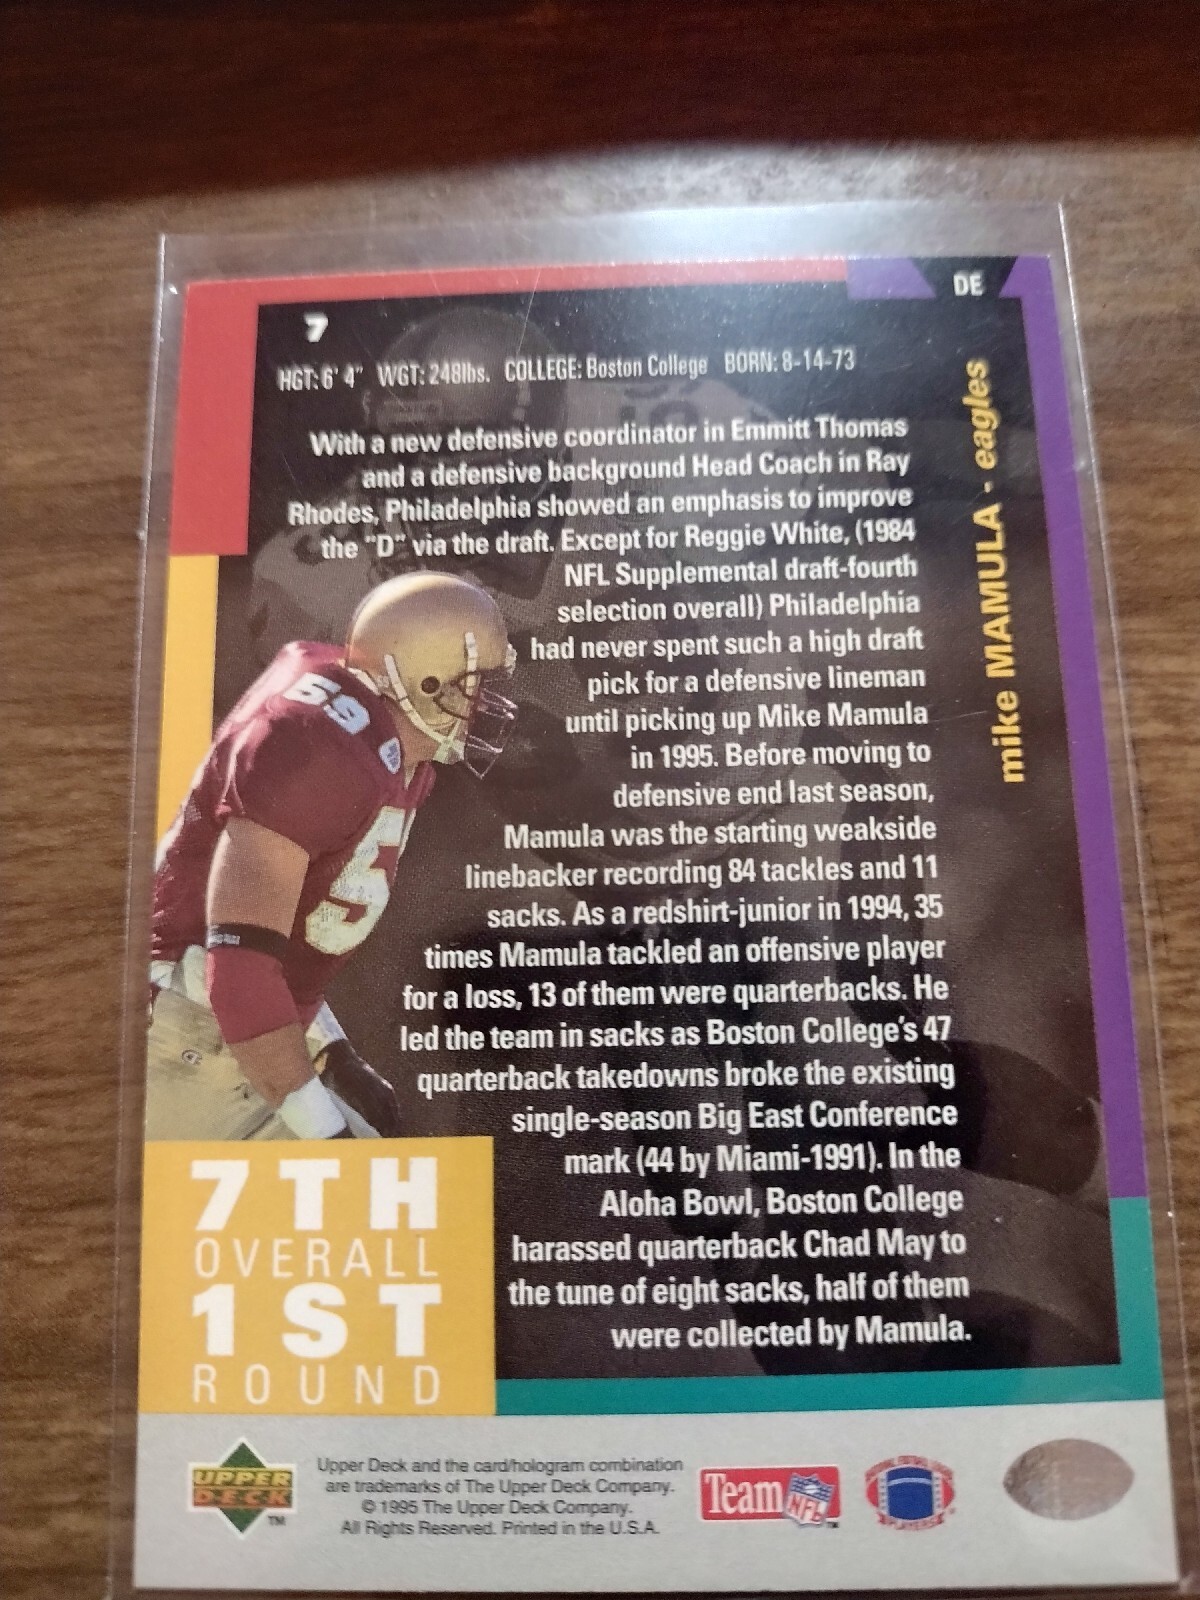 7
DE
HGT: 6' 4" WGT: 248lbs. COLLEGE: Boston College BORN: 8-14-73
mike MAMULA - eagles
With a new defensive coordinator in Emmitt Thomas
and a defensive background Head Coach in Ray
Rhodes, Philadelphia showed an emphasis to improve
the "D" via the draft. Except for Reggie White, (1984
NFL Supplemental draft-fourth
selection overall) Philadelphia
had never spent such a high draft
pick for a defensive lineman
until picking up Mike Mamula
in 1995. Before moving to
defensive end last season,
Mamula was the starting weakside
linebacker recording 84 tackles and 11
sacks. As a redshirt-junior in 1994, 35
times Mamula tackled an offensive player
for a loss, 13 of them were quarterbacks. He
led the team in sacks as Boston College's 47
quarterback takedowns broke the existing
single-season Big East Conference
mark (44 by Miami-1991). In the
Aloha Bowl, Boston College
harassed quarterback Chad May to
the tune of eight sacks, half of them
were collected by Mamula.
59
5
7TH
OVERALL
1ST
ROUND
UPPER
DECK
TM
Upper Deck and the card/hologram combination
are trademarks of The Upper Deck Company.
© 1995 The Upper Deck Company.
All Rights Reserved. Printed in the U.S.A.
Team NFL
PLAYERS